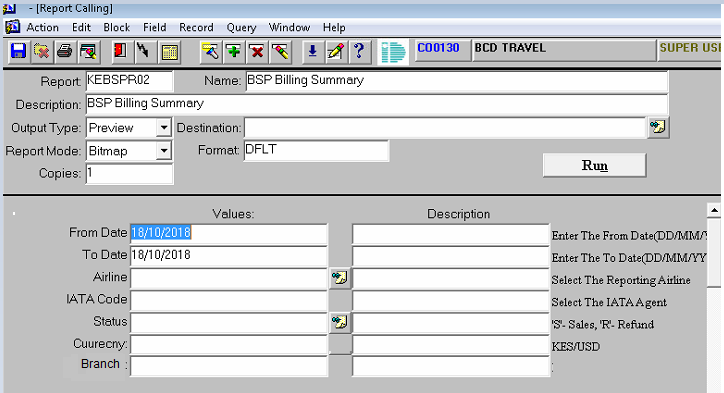 - [Report Calling]
Action Edit Block Field Record Query Window Help
? CO0130 BCD TRAVEL SUPER US
Report: KEBSPR02 Name: BSP Billing Summary
Description: BSP Billing Summary
Output Type: Preview Destination:
Report Mode: Bitmap Format: DFLT
Copies: 1 Run
Values: Description
From Date 18/10/2018 Enter The From Date(DD/MM/Y
To Date 18/10/2018 Enter The To Date(DD/MM/YY
Airline Select The Reporting Airline
IATA Code Select The IATA Agent
Status 'S'- Sales, 'R'- Refund
Cuurecny: KES/USD
Branch : :